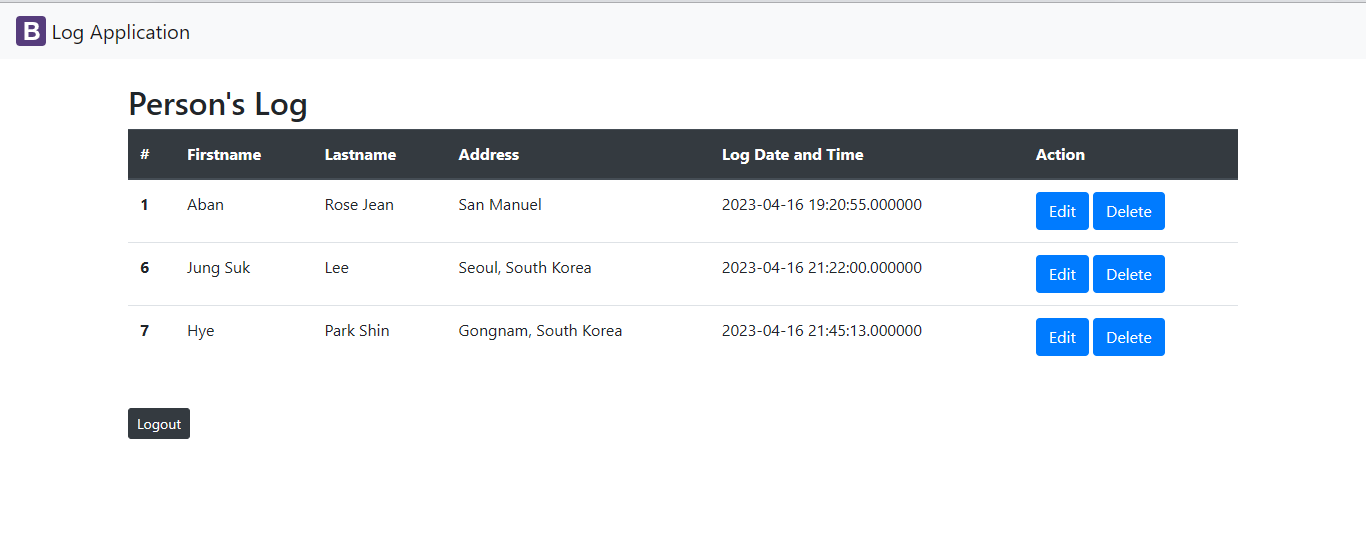 B Log Application
Person's Log
# Firstname Lastname Address Log Date and Time Action
1 Aban Rose Jean San Manuel 2023-04-16 19:20:55.000000 Edit Delete
6 Jung Suk Lee Seoul, South Korea 2023-04-16 21:22:00.000000 Edit Delete
7 Hye Park Shin Gongnam, South Korea 2023-04-16 21:45:13.000000 Edit Delete
Logout